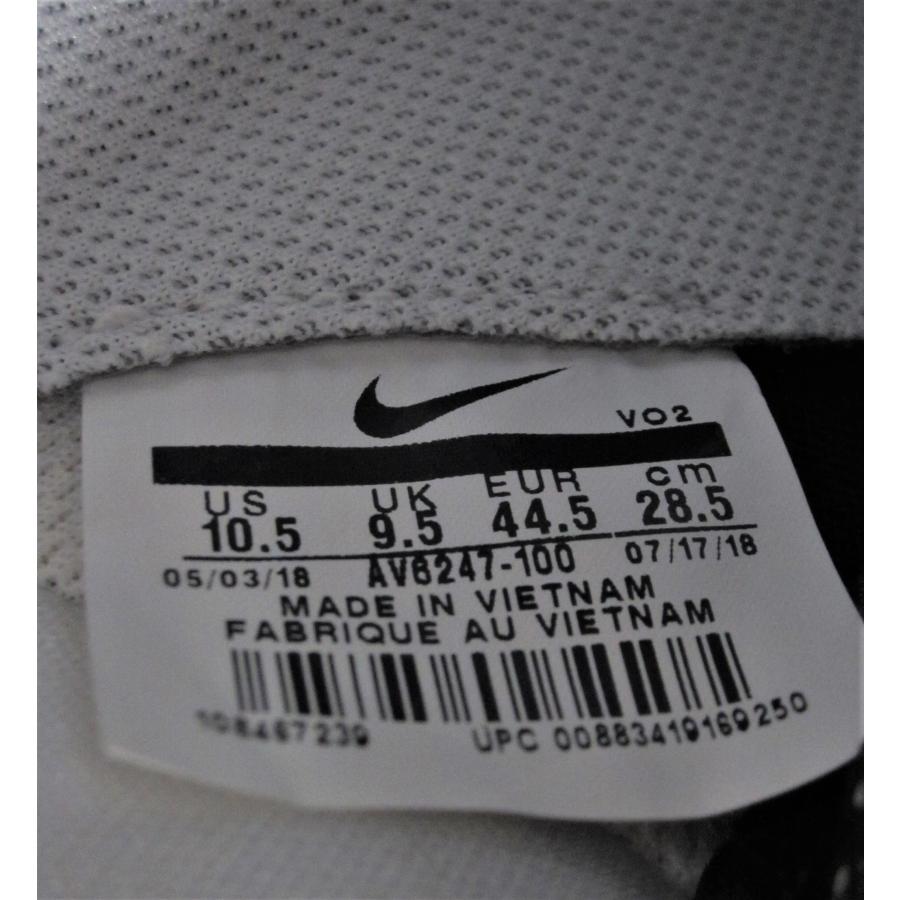 VO2
US UK EUR cm
10.5 9.5 44.5 28.5
05/03/18 AV6247-100 07/17/18
MADE IN VIETNAM
FABRIQUE AU VIETNAM
UPC 00883419169250